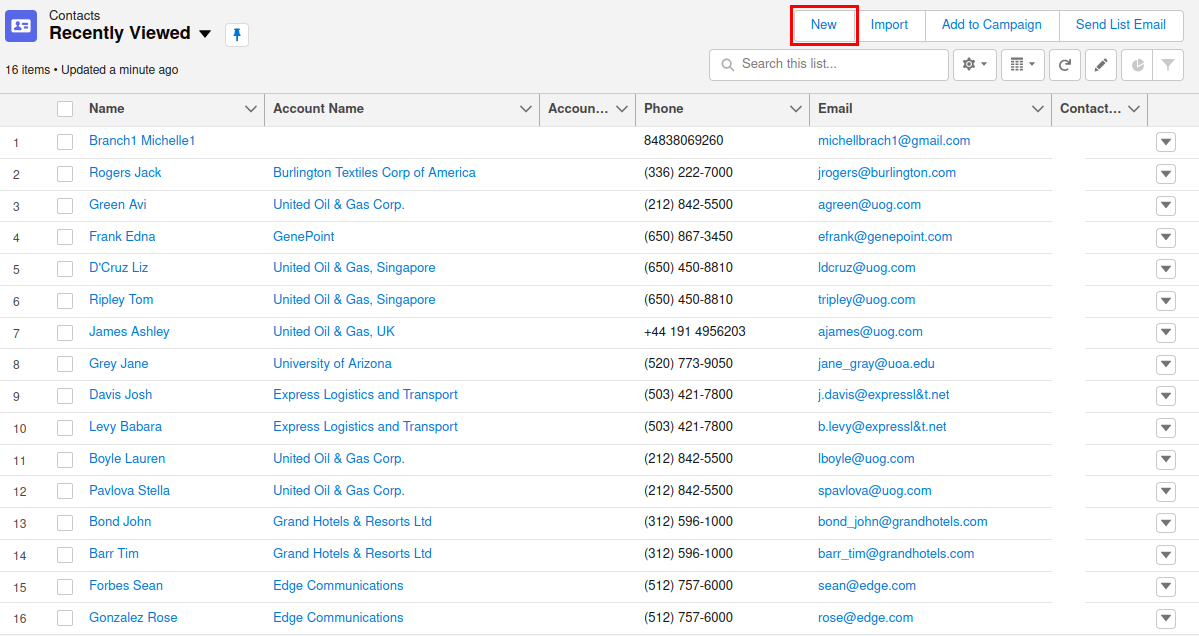 Contacts
Recently Viewed
New Import Add to Campaign Send List Email
16 items • Updated a minute ago
Search this list...
Name Account Name Accoun... Phone Email Contact...
1 Branch1 Michelle1 84838069260 michellbrach1@gmail.com
2 Rogers Jack Burlington Textiles Corp of America (336) 222-7000 jrogers@burlington.com
3 Green Avi United Oil & Gas Corp. (212) 842-5500 agreen@uog.com
4 Frank Edna GenePoint (650) 867-3450 efrank@genepoint.com
5 D'Cruz Liz United Oil & Gas, Singapore (650) 450-8810 ldcruz@uog.com
6 Ripley Tom United Oil & Gas, Singapore (650) 450-8810 tripley@uog.com
7 James Ashley United Oil & Gas, UK +44 191 4956203 ajames@uog.com
8 Grey Jane University of Arizona (520) 773-9050 jane_gray@uoa.edu
9 Davis Josh Express Logistics and Transport (503) 421-7800 j.davis@expressl&t.net
10 Levy Babara Express Logistics and Transport (503) 421-7800 b.levy@expressl&t.net
11 Boyle Lauren United Oil & Gas Corp. (212) 842-5500 lboyle@uog.com
12 Pavlova Stella United Oil & Gas Corp. (212) 842-5500 spavlova@uog.com
13 Bond John Grand Hotels & Resorts Ltd (312) 596-1000 bond_john@grandhotels.com
14 Barr Tim Grand Hotels & Resorts Ltd (312) 596-1000 barr_tim@grandhotels.com
15 Forbes Sean Edge Communications (512) 757-6000 sean@edge.com
16 Gonzalez Rose Edge Communications (512) 757-6000 rose@edge.com